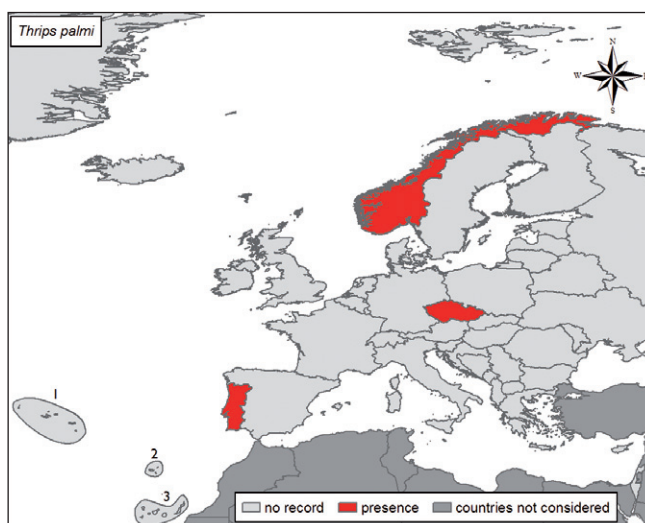 Thrips palmi
N
W E
S
1
2
3
no record presence countries not considered